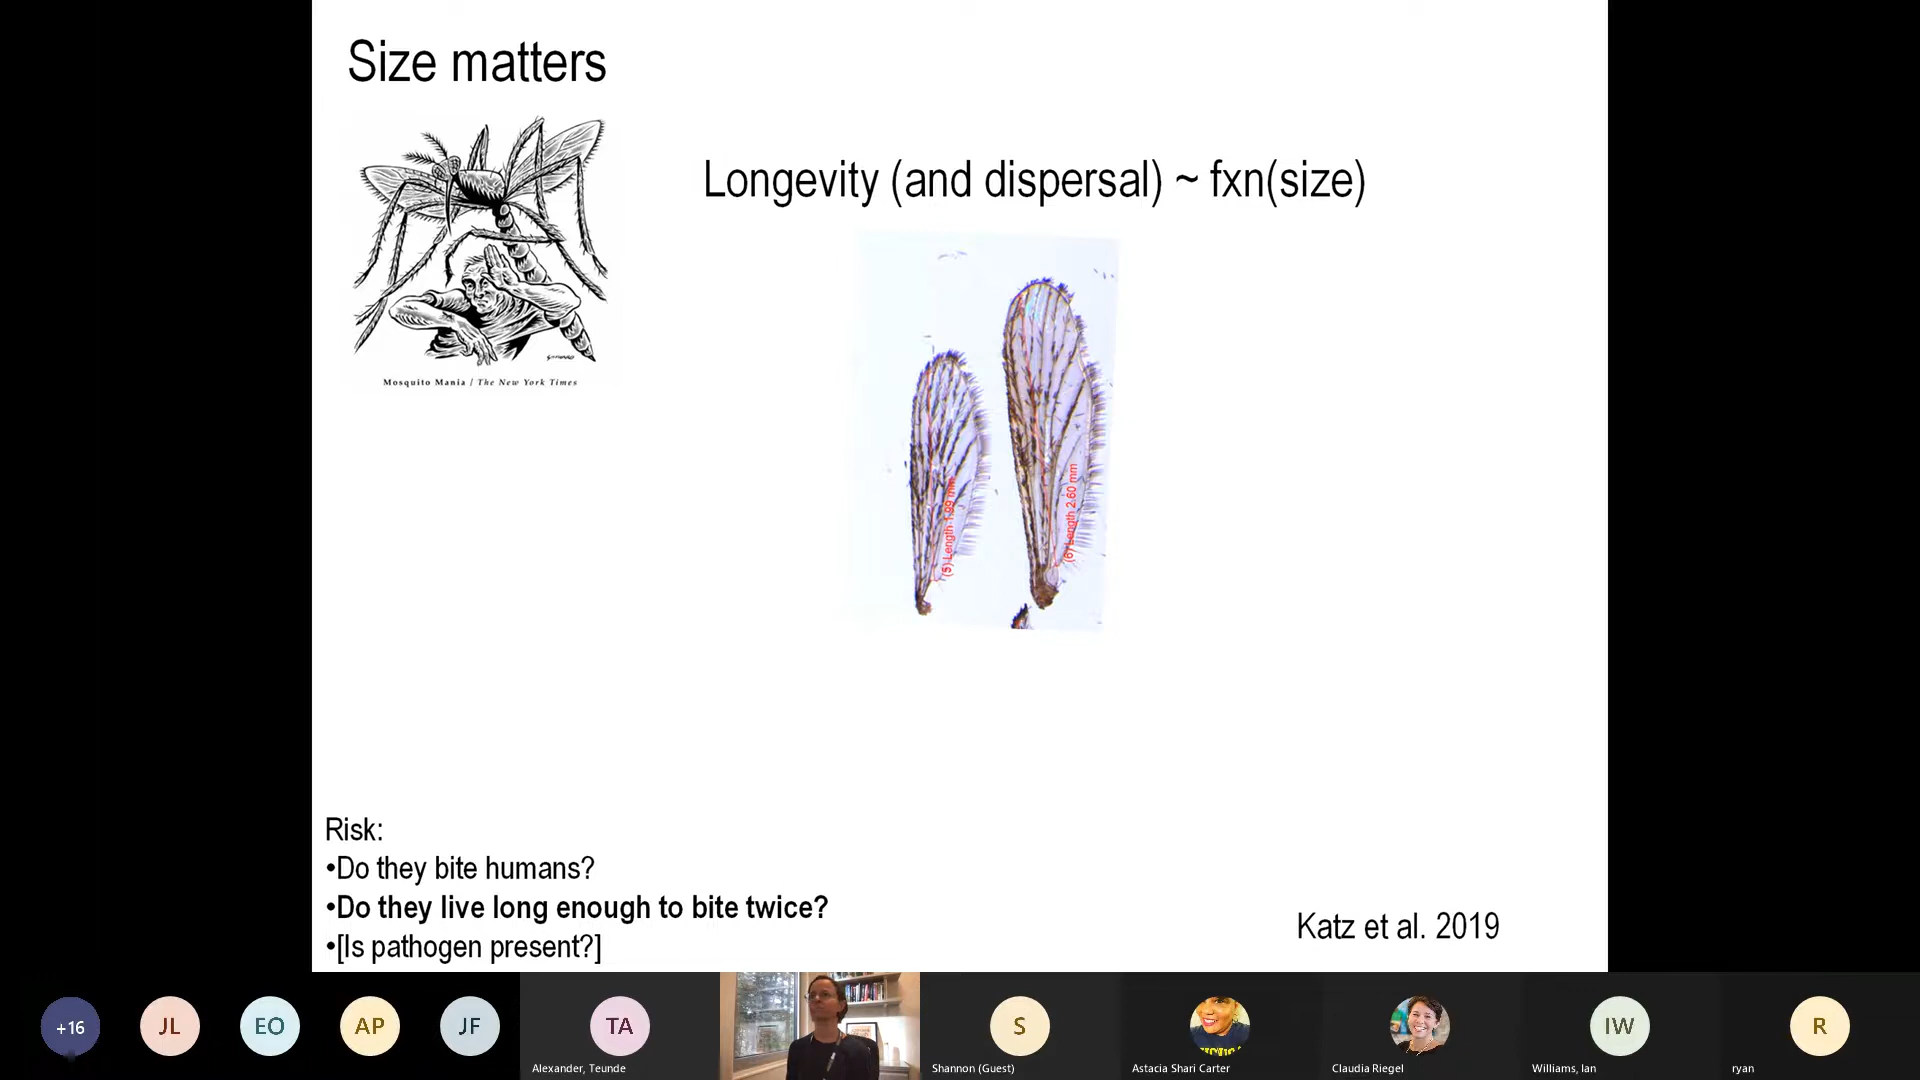 Size matters
Longevity (and dispersal) ~ fxn(size)
Mosquito Mania / The New York Times
(5) Length 1.99 mm
(6) Length 2.60 mm
Risk:
•Do they bite humans?
•Do they live long enough to bite twice?
•[Is pathogen present?]
Katz et al. 2019
+16
JL
EO
AP
JF
TA
S
IW
R
Alexander, Teunde
Shannon (Guest)
Astacia Shari Carter
Claudia Riegel
Williams, Ian
ryan